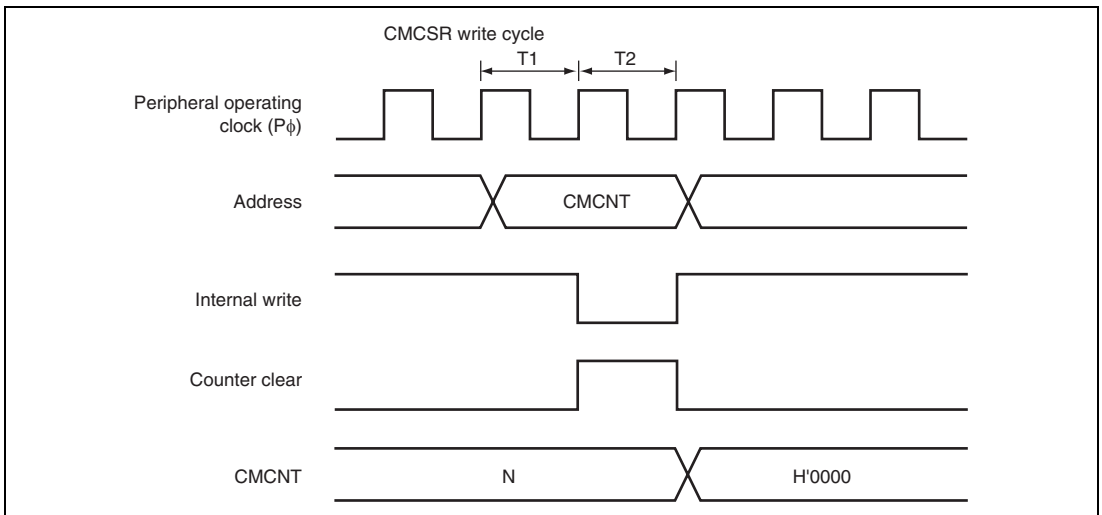 CMCSR write cycle
T1 T2
Peripheral operating
clock (Pϕ)
Address CMCNT
Internal write
Counter clear
CMCNT N H'0000